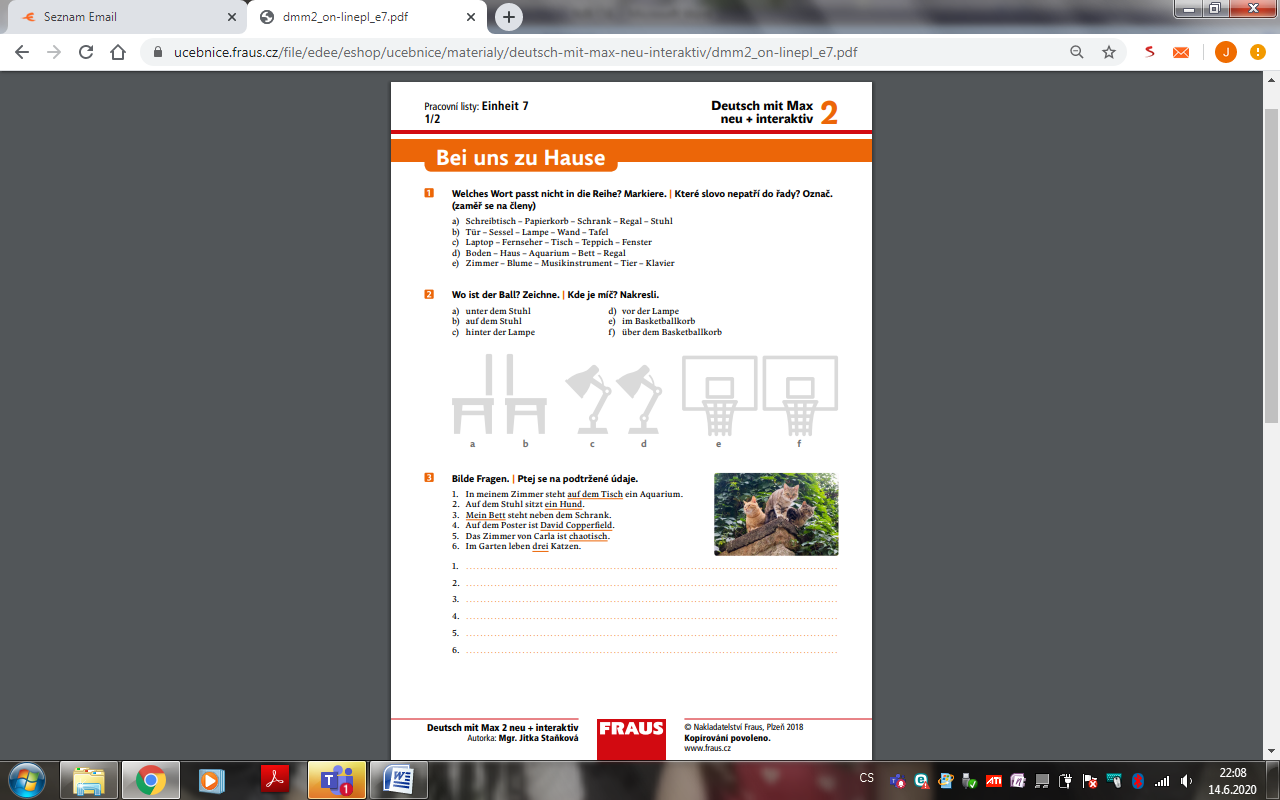 Seznam Email
dmm2_on-linepl_e7.pdf
ucebnice.fraus.cz/file/edee/eshop/ucebnice/materialy/deutsch-mit-max-neu-interaktiv/dmm2_on-linepl_e7.pdf
J
Pracovní listy: Einheit 7
1/2
Deutsch mit Max
neu + interaktiv
2
Bei uns zu Hause
1 Welches Wort passt nicht in die Reihe? Markiere. | Které slovo nepatří do řady? Označ.
(zaměř se na členy)
a) Schreibtisch – Papierkorb – Schrank – Regal – Stuhl
b) Tür – Sessel – Lampe – Wand – Tafel
c) Laptop – Fernseher – Tisch – Teppich – Fenster
d) Boden – Haus – Aquarium – Bett – Regal
e) Zimmer – Blume – Musikinstrument – Tier – Klavier
2 Wo ist der Ball? Zeichne. | Kde je míč? Nakresli.
a) unter dem Stuhl
b) auf dem Stuhl
c) hinter der Lampe
d) vor der Lampe
e) im Basketballkorb
f) über dem Basketballkorb
a b c d e f
3 Bilde Fragen. | Ptej se na podtržené údaje.
1. In meinem Zimmer steht auf dem Tisch ein Aquarium.
2. Auf dem Stuhl sitzt ein Hund.
3. Mein Bett steht neben dem Schrank.
4. Auf dem Poster ist David Copperfield.
5. Das Zimmer von Carla ist chaotisch.
6. Im Garten leben drei Katzen.
1.
2.
3.
4.
5.
6.
Deutsch mit Max 2 neu + interaktiv
Autorka: Mgr. Jitka Staňková
FRAUS
© Nakladatelství Fraus, Plzeň 2018
Kopírování povoleno.
www.fraus.cz
CS
22:08
14.6.2020